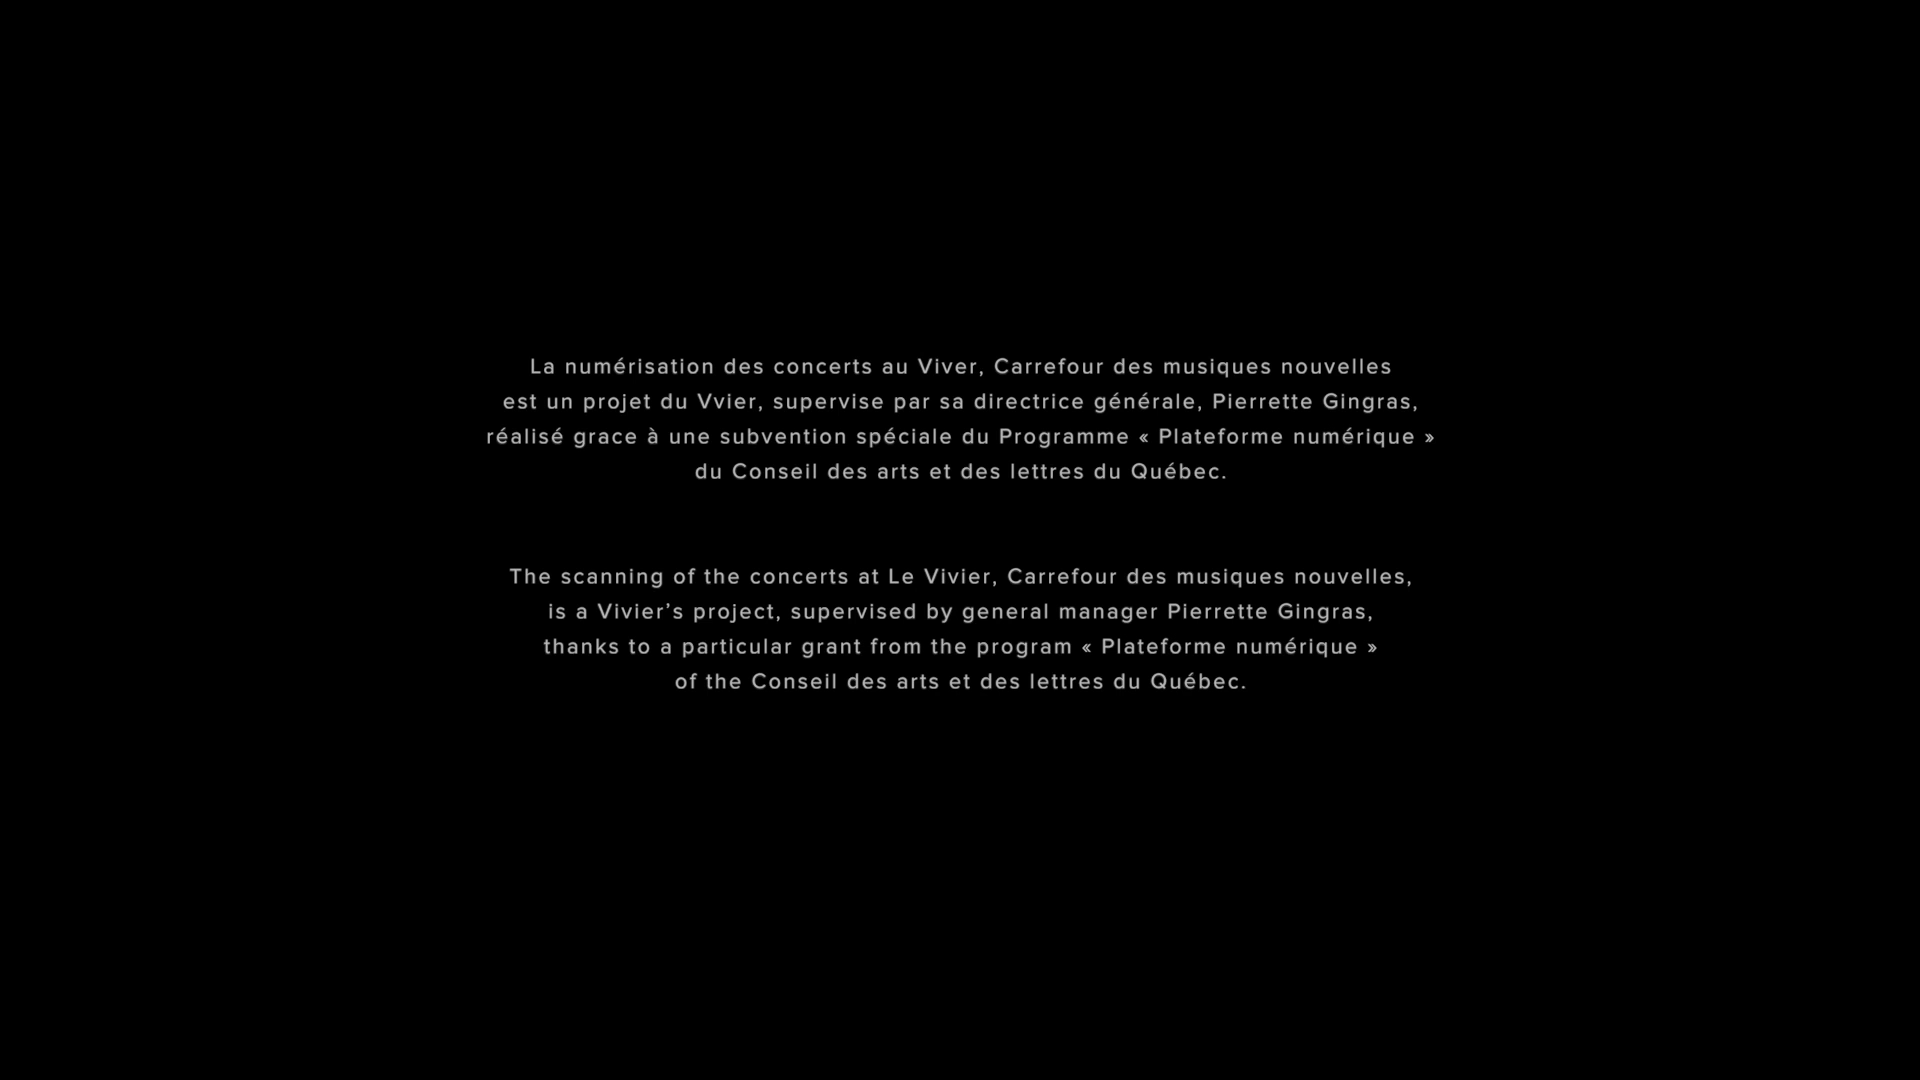 La numérisation des concerts au Viver, Carrefour des musiques nouvelles
est un projet du Vvier, supervise par sa directrice générale, Pierrette Gingras,
réalisé grace à une subvention spéciale du Programme « Plateforme numérique »
du Conseil des arts et des lettres du Québec.
The scanning of the concerts at Le Vivier, Carrefour des musiques nouvelles,
is a Vivier’s project, supervised by general manager Pierrette Gingras,
thanks to a particular grant from the program « Plateforme numérique »
of the Conseil des arts et des lettres du Québec.